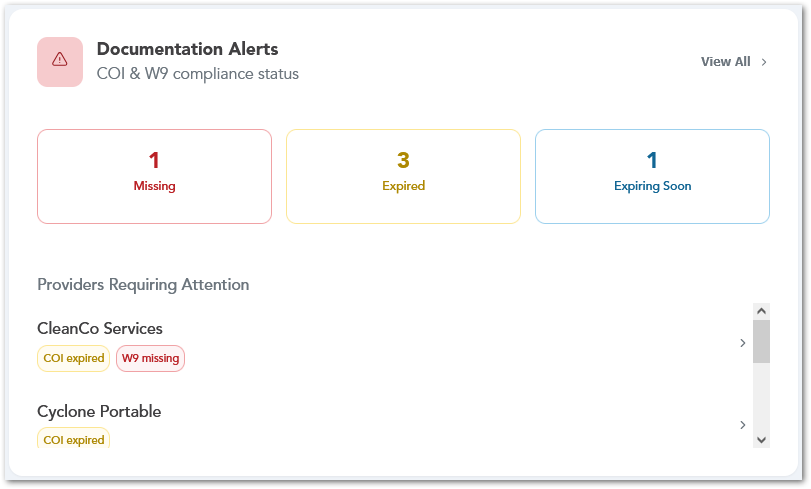 Documentation Alerts
COI & W9 compliance status
View All
1
Missing
3
Expired
1
Expiring Soon
Providers Requiring Attention
CleanCo Services
COI expired
W9 missing
Cyclone Portable
COI expired